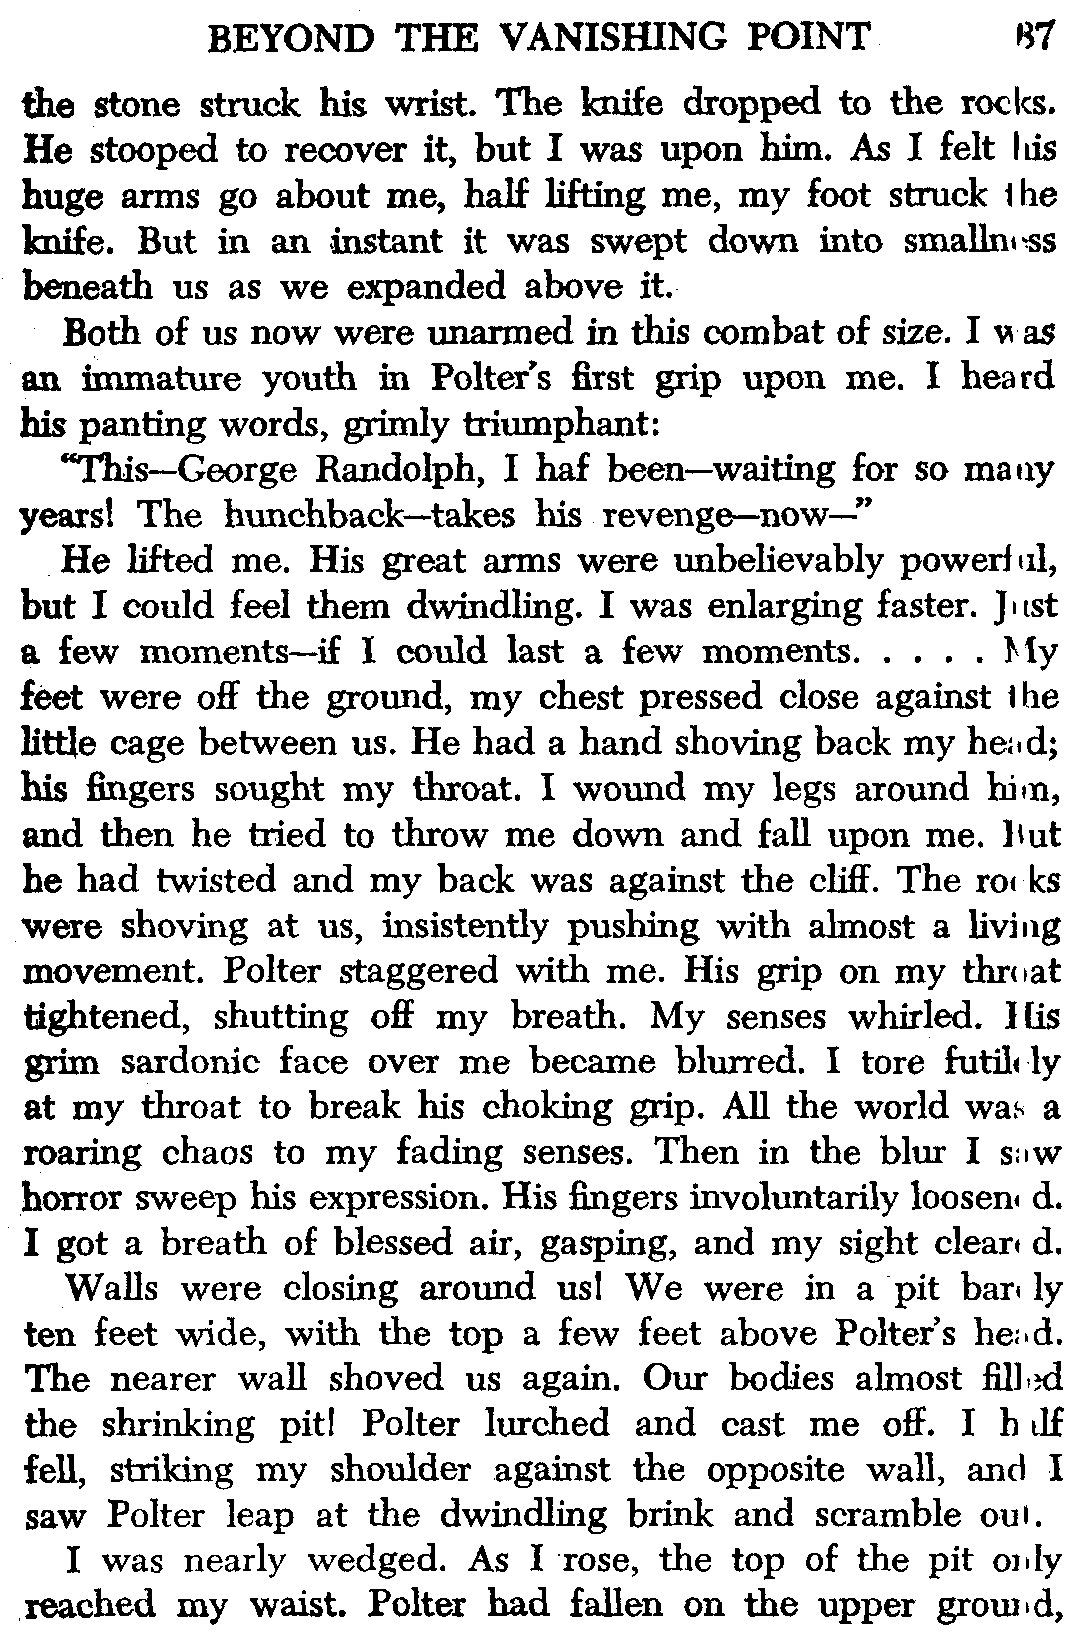 BEYOND THE VANISHING POINT 87
the stone struck his wrist. The knife dropped to the rocks.
He stooped to recover it, but I was upon him. As I felt his
huge arms go about me, half lifting me, my foot struck the
knife. But in an instant it was swept down into smallness
beneath us as we expanded above it.
Both of us now were unarmed in this combat of size. I was
an immature youth in Polter's first grip upon me. I heard
his panting words, grimly triumphant:
"This—George Randolph, I haf been—waiting for so many
years! The hunchback—takes his revenge—now—"
He lifted me. His great arms were unbelievably powerful,
but I could feel them dwindling. I was enlarging faster. Just
a few moments—if I could last a few moments. . . . . . My
feet were off the ground, my chest pressed close against the
little cage between us. He had a hand shoving back my head;
his fingers sought my throat. I wound my legs around him,
and then he tried to throw me down and fall upon me. But
he had twisted and my back was against the cliff. The rocks
were shoving at us, insistently pushing with almost a living
movement. Polter staggered with me. His grip on my throat
tightened, shutting off my breath. My senses whirled. His
grim sardonic face over me became blurred. I tore futilely
at my throat to break his choking grip. All the world was a
roaring chaos to my fading senses. Then in the blur I saw
horror sweep his expression. His fingers involuntarily loosened.
I got a breath of blessed air, gasping, and my sight cleared.
Walls were closing around us! We were in a pit barely
ten feet wide, with the top a few feet above Polter's head.
The nearer wall shoved us again. Our bodies almost filled
the shrinking pit! Polter lurched and cast me off. I half
fell, striking my shoulder against the opposite wall, and I
saw Polter leap at the dwindling brink and scramble out.
I was nearly wedged. As I rose, the top of the pit only
reached my waist. Polter had fallen on the upper ground,